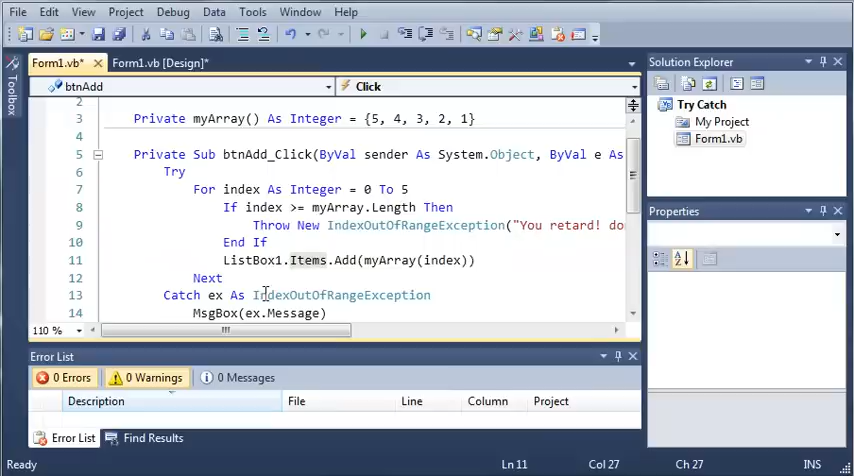 File Edit View Project Debug Data Tools Window Help
Form1.vb* Form1.vb [Design]*
Toolbox
btnAdd Click
2
3 Private myArray() As Integer = {5, 4, 3, 2, 1}
4
5 Private Sub btnAdd_Click(ByVal sender As System.Object, ByVal e As
6 Try
7 For index As Integer = 0 To 5
8 If index >= myArray.Length Then
9 Throw New IndexOutOfRangeException("You retard! do
10 End If
11 ListBox1.Items.Add(myArray(index))
12 Next
13 Catch ex As IndexOutOfRangeException
14 MsgBox(ex.Message)
110 %
Error List
0 Errors 0 Warnings 0 Messages
Description File Line Column Project
Error List Find Results
Solution Explorer
Try Catch
My Project
Form1.vb
Properties
Ready Ln 11 Col 27 Ch 27 INS